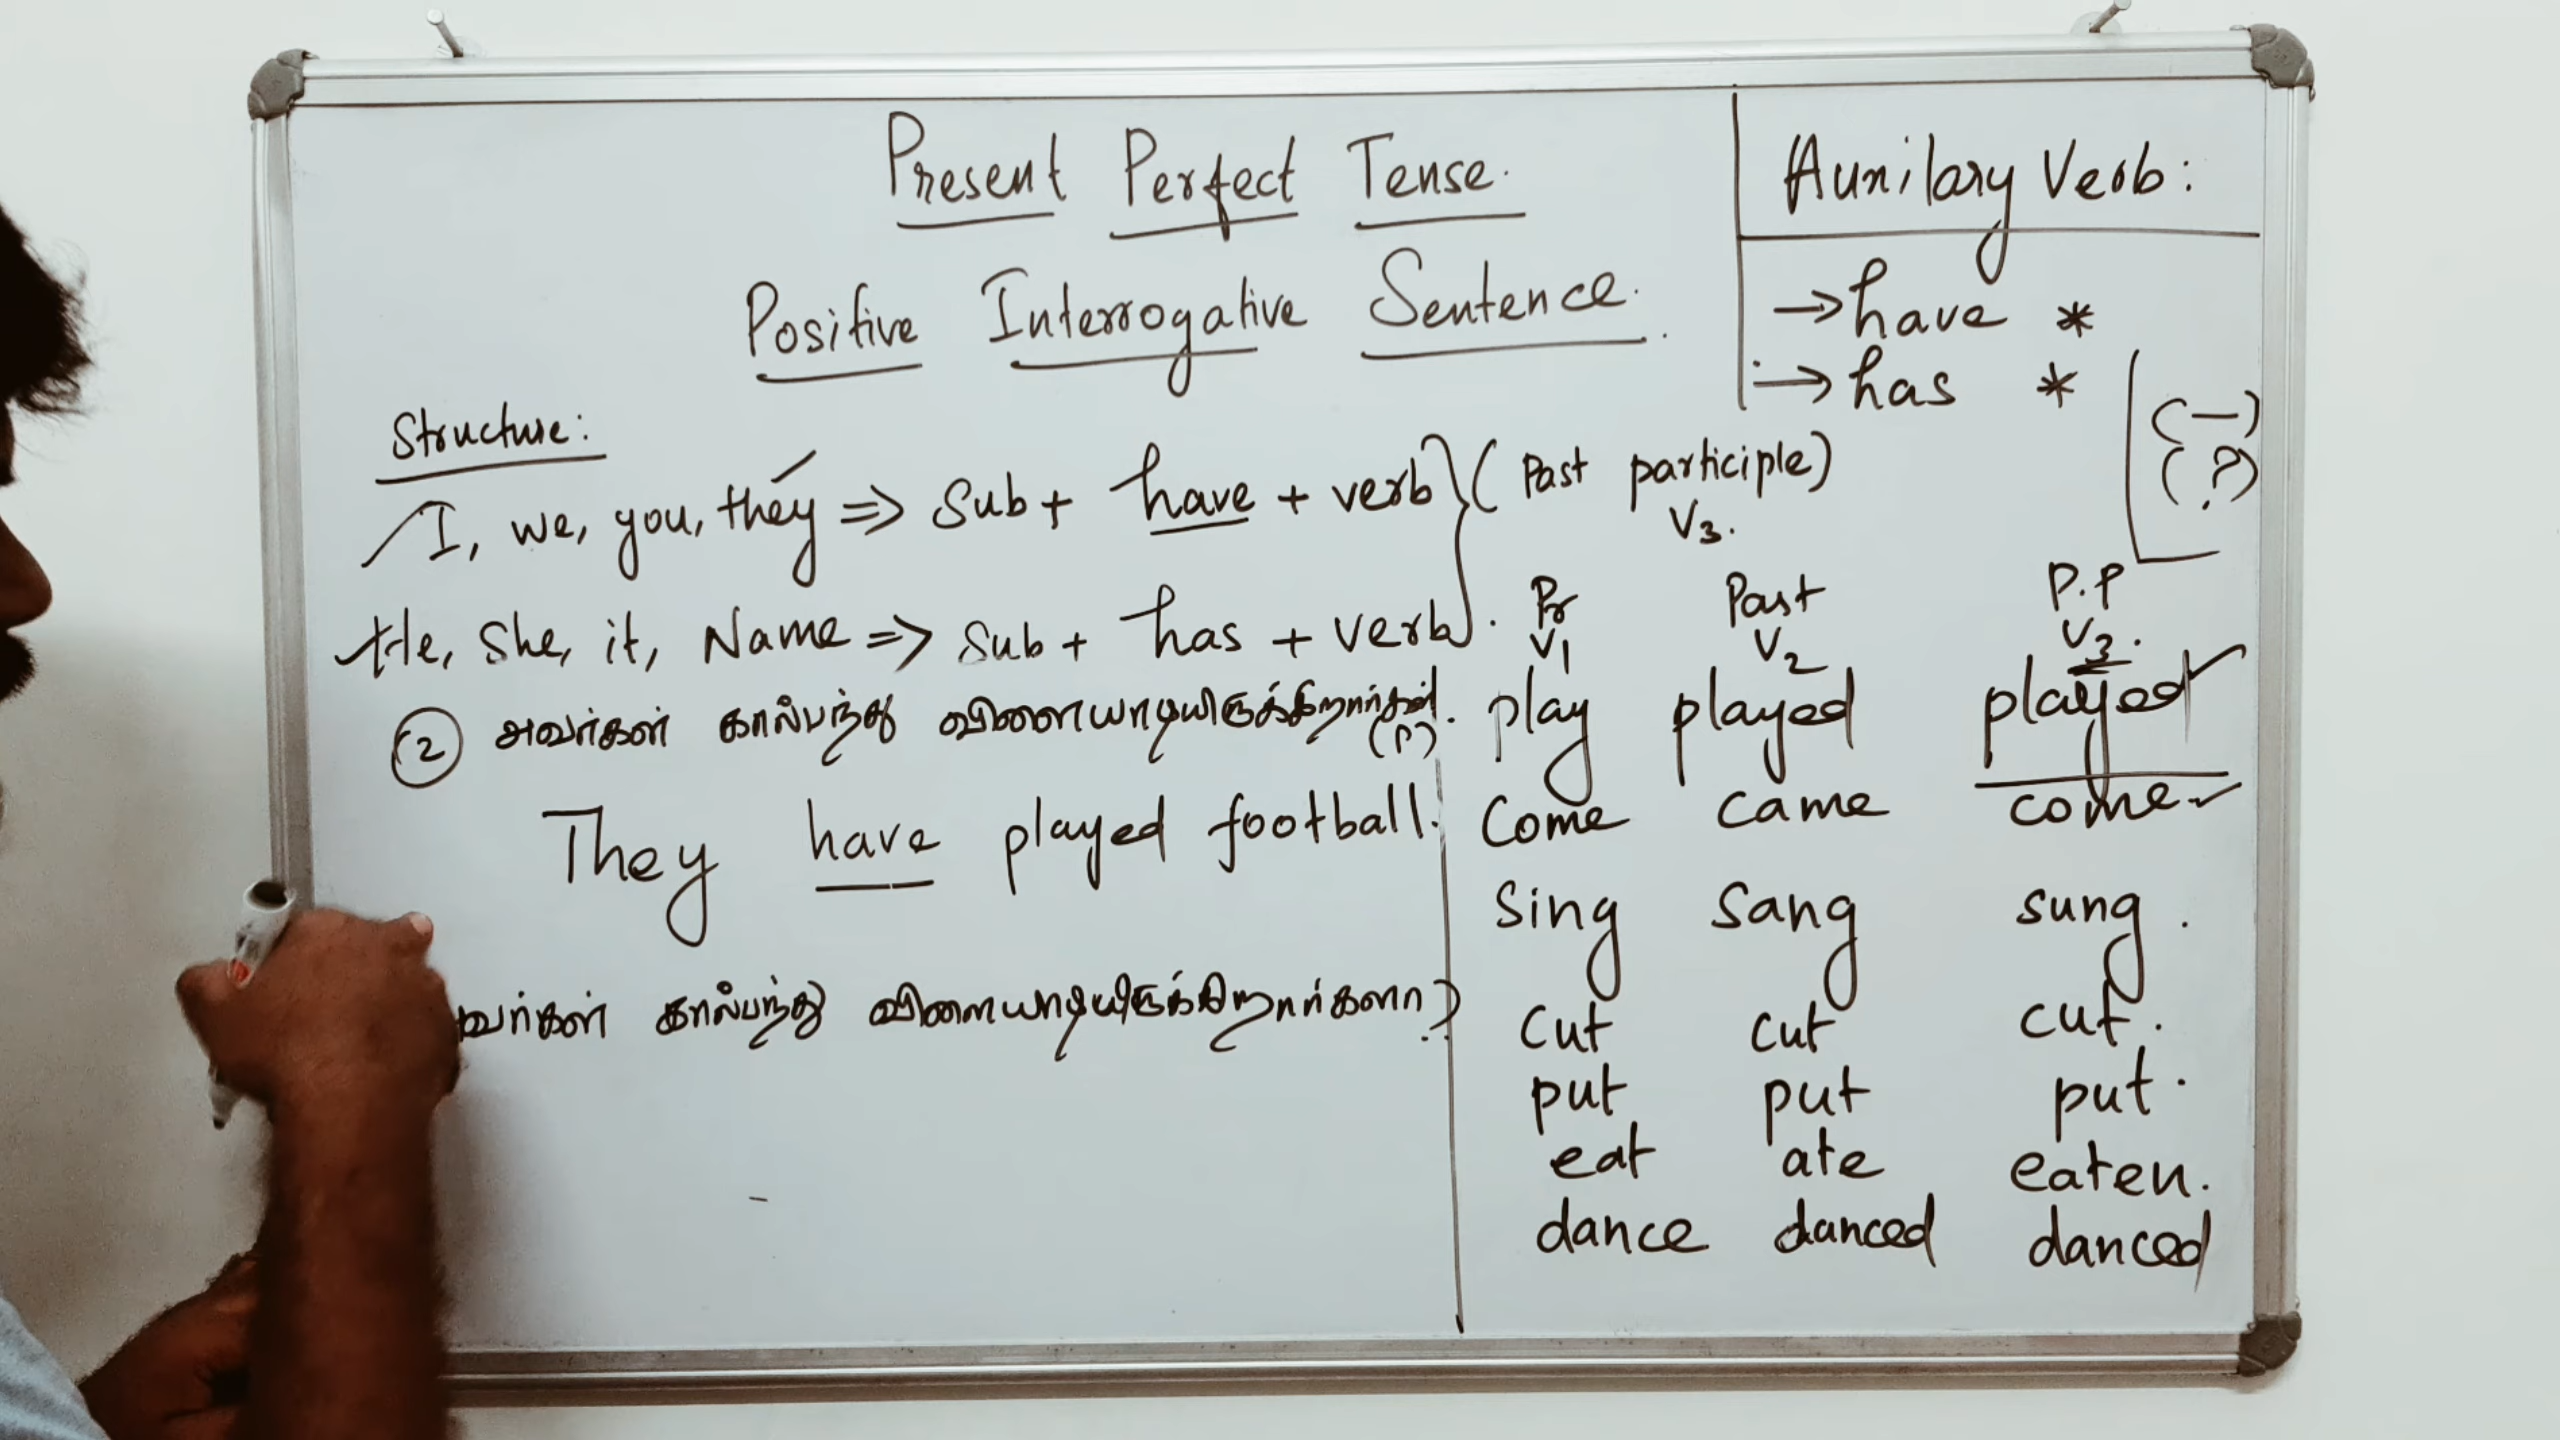 Present Perfect Tense.
Positive Interrogative Sentence.
Auxilary Verb:
→ have *
→ has *
(—)
(?)
Structure:
I, we, you, they => Sub + have + verb } (Past participle)
V3.
He, She, it, Name => Sub + has + verb.
② அவர்கள் கால்பந்து விளையாடியிருக்கிறார்கள். (P)
They have played football.
வர்கள் கால்பந்து விளையாடியிருக்கிறார்களா?
Pr Past P.P
V1 V2 V3.
play played played
Come came come
Sing Sang sung.
Cut cut cut.
put put put.
eat ate eaten.
dance danced danced